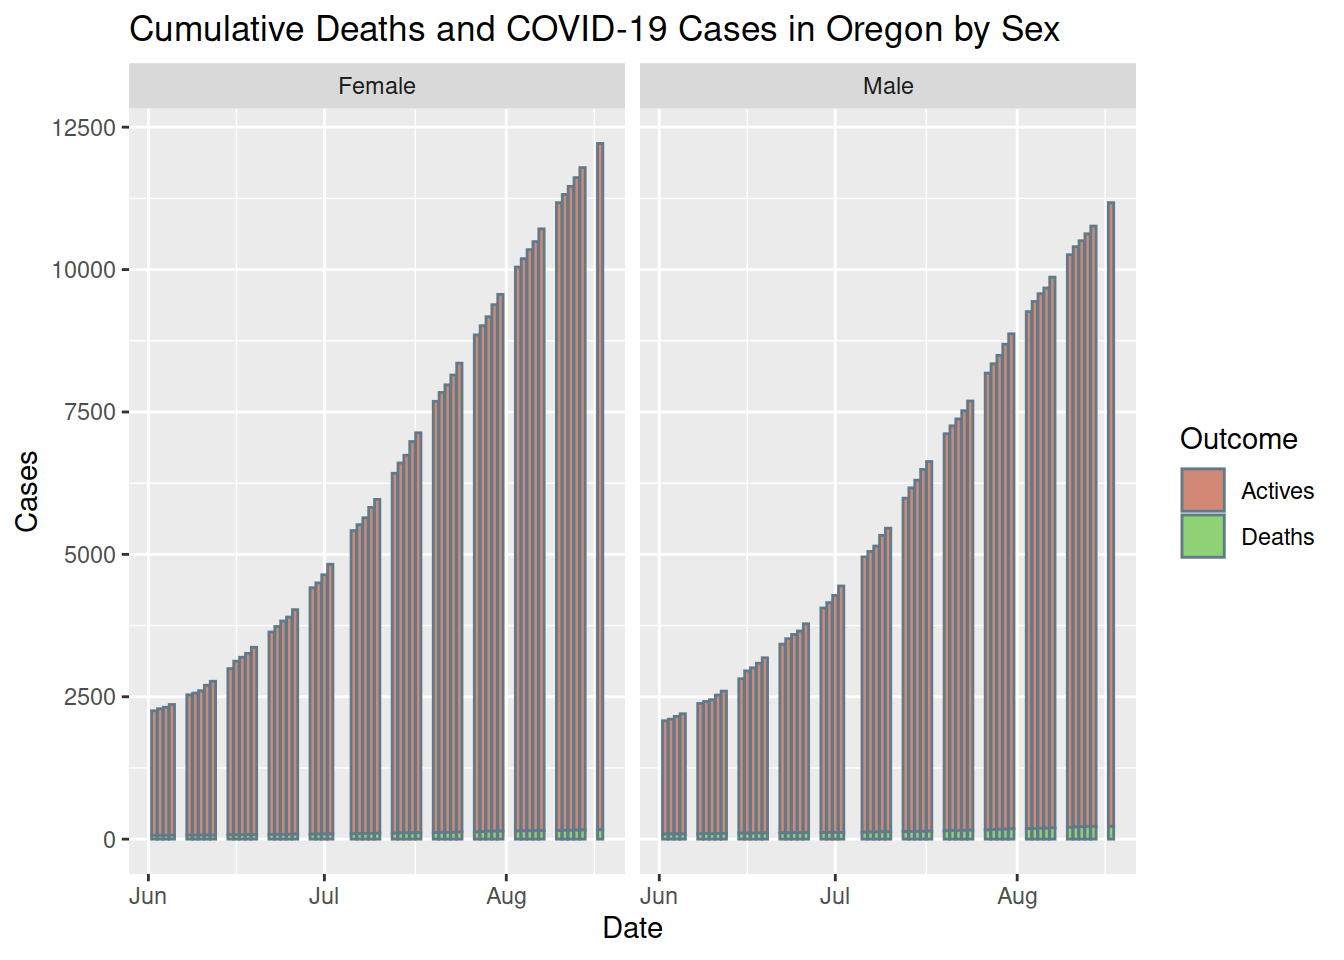 Cumulative Deaths and COVID-19 Cases in Oregon by Sex
Female
Male
12500
10000
7500
5000
2500
0
Cases
Jun
Jul
Aug
Jun
Jul
Aug
Date
Outcome
Actives
Deaths